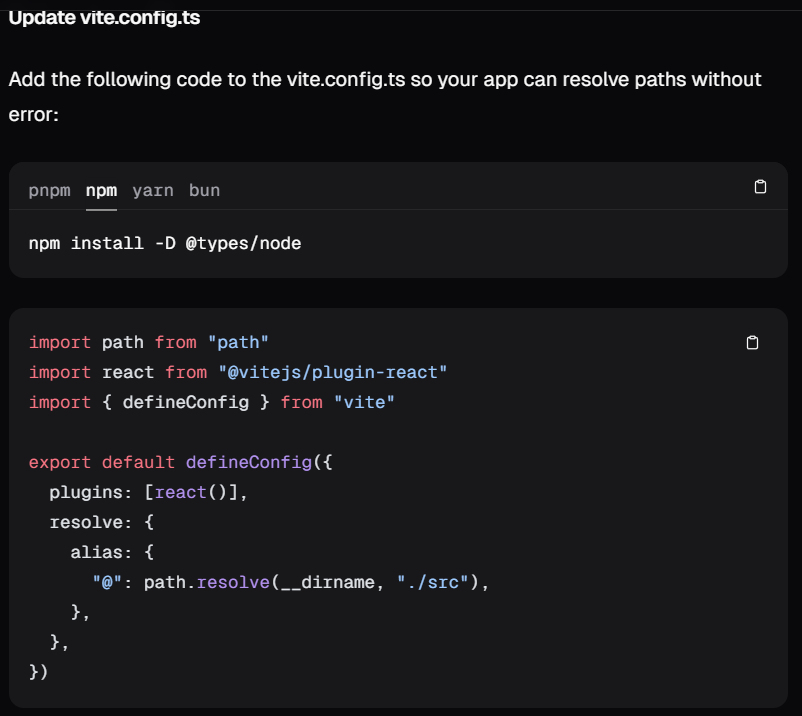 Update vite.config.ts
Add the following code to the vite.config.ts so your app can resolve paths without
error:
pnpm npm yarn bun
npm install -D @types/node
import path from "path"
import react from "@vitejs/plugin-react"
import { defineConfig } from "vite"

export default defineConfig({
  plugins: [react()],
  resolve: {
    alias: {
      "@": path.resolve(__dirname, "./src"),
    },
  },
})